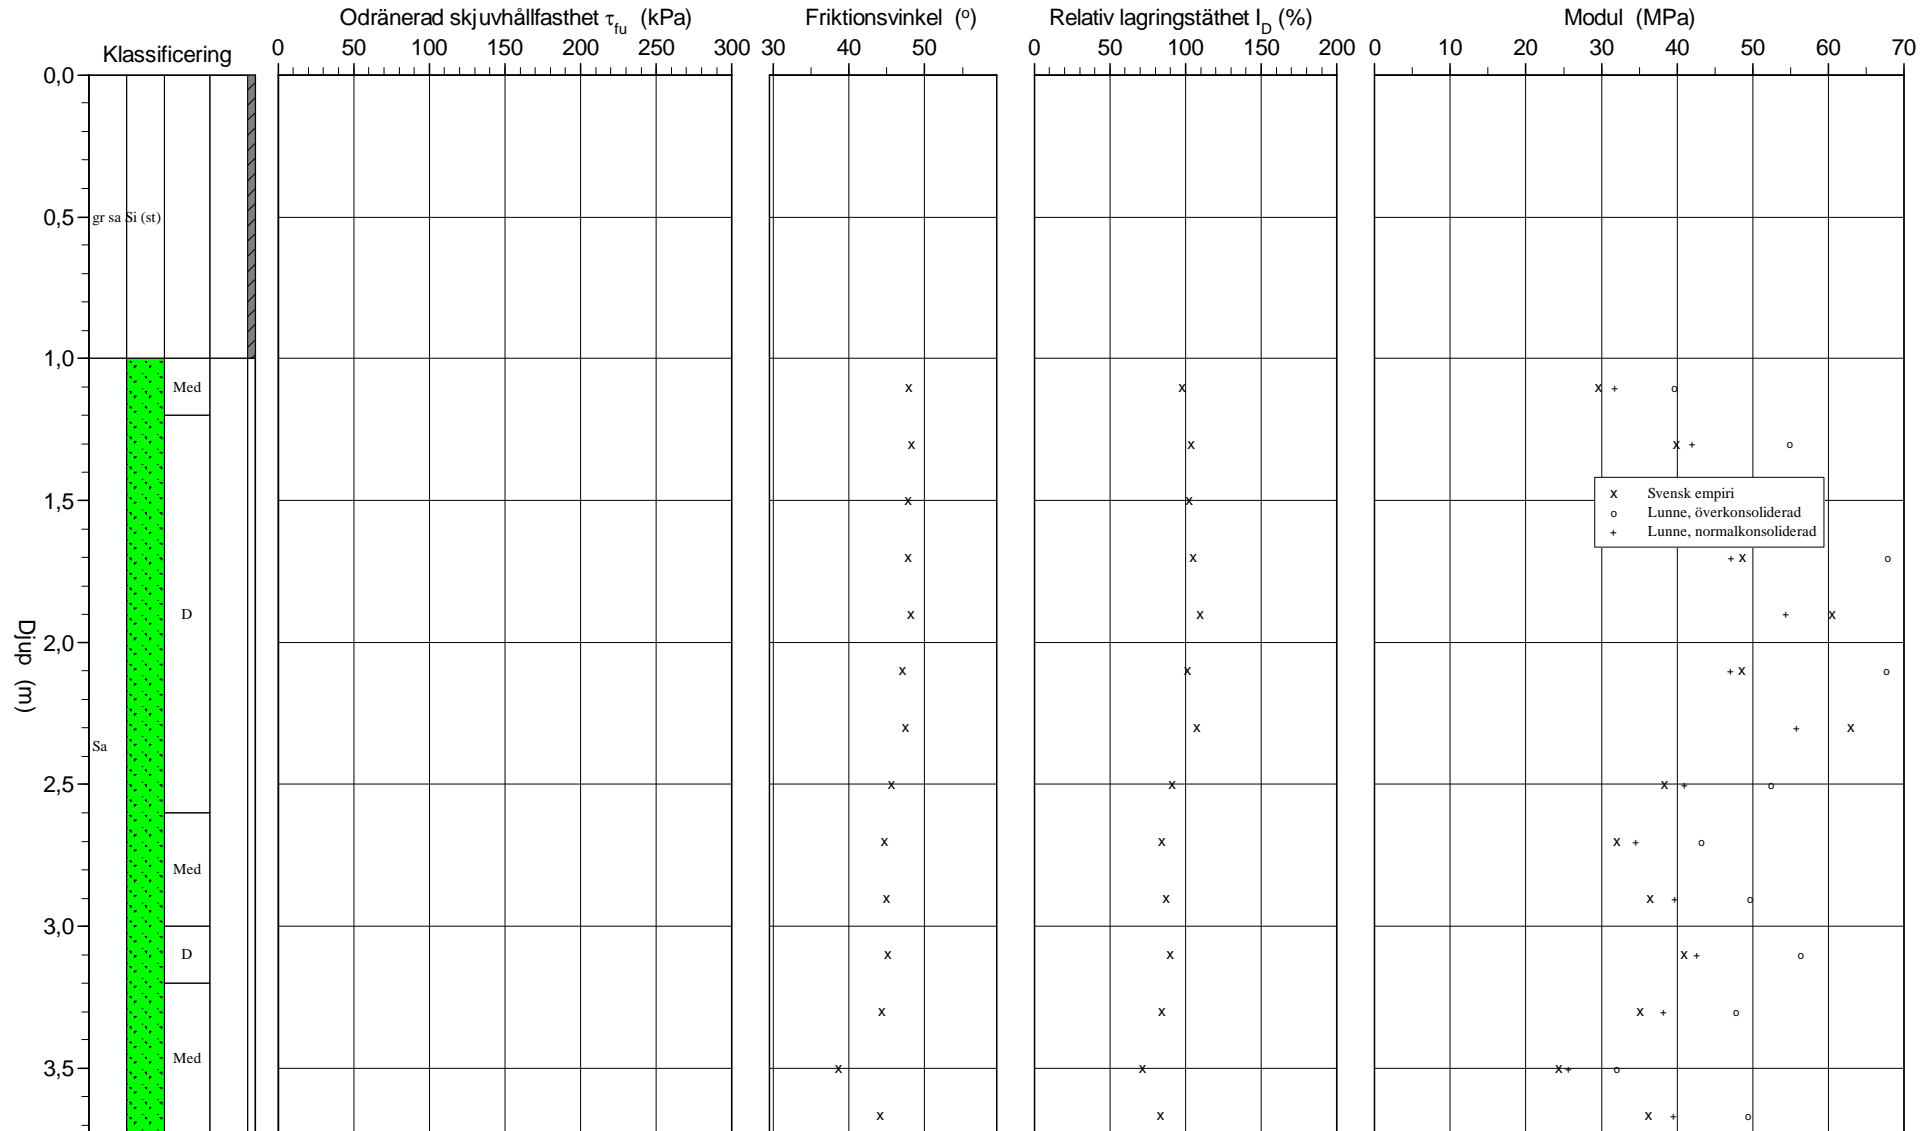 Odränerad skjuvhållfasthet τfu (kPa)
Friktionsvinkel (o)
Relativ lagringstäthet ID (%)
Modul (MPa)
Klassificering
0 50 100 150 200 250 300
30 40 50
0 50 100 150 200
0 10 20 30 40 50 60 70
0,0
gr sa Si (st)
0,5
1,0
Med
x Svensk empiri
1,5
o Lunne, överkonsoliderad
+ Lunne, normalkonsoliderad
D
Djup (m)
2,0
Sa
2,5
Med
3,0
D
Med
3,5